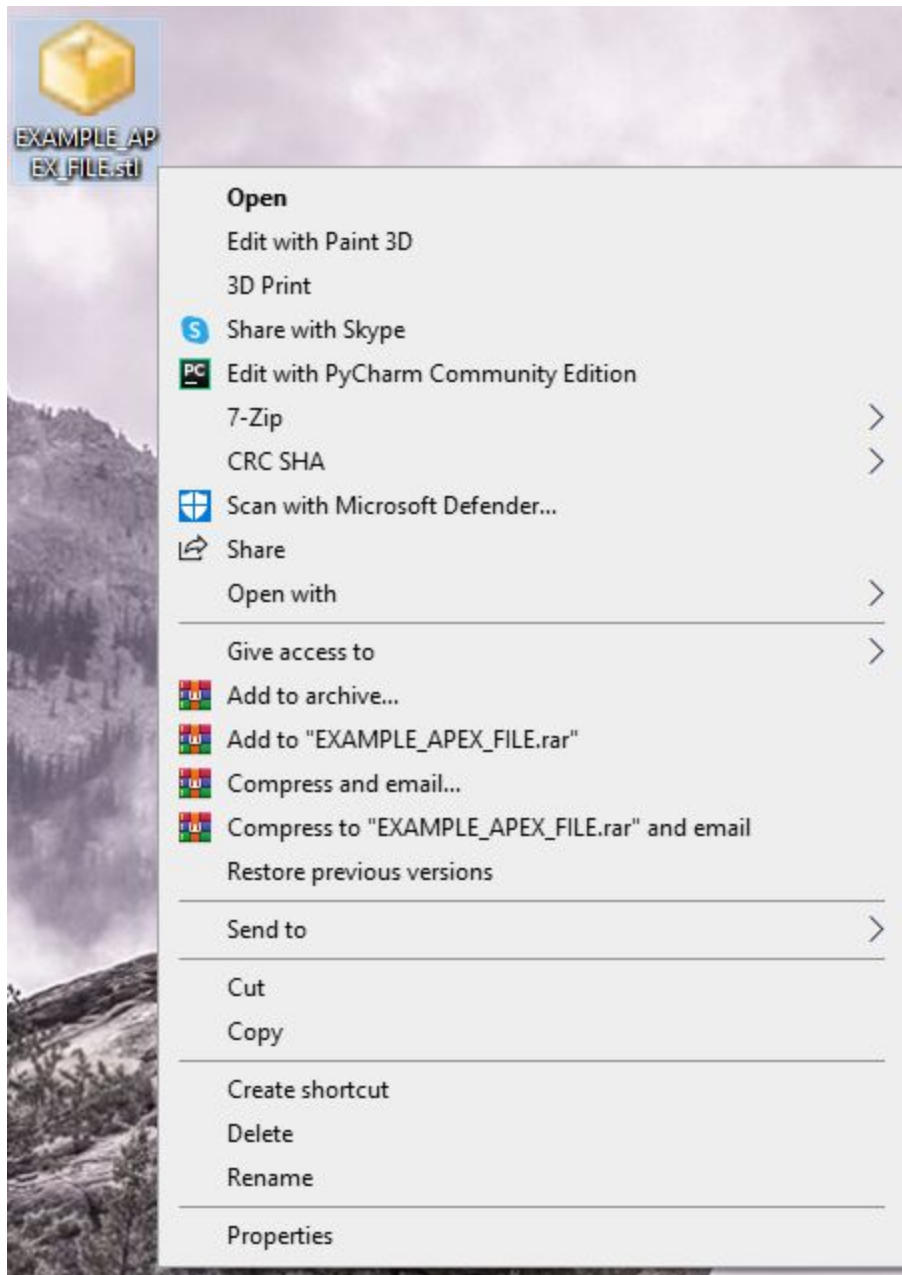 EXAMPLE_AP
EX_FILE.stl
Open
Edit with Paint 3D
3D Print
S Share with Skype
PC Edit with PyCharm Community Edition
7-Zip
CRC SHA
Scan with Microsoft Defender...
Share
Open with
Give access to
Add to archive...
Add to "EXAMPLE_APEX_FILE.rar"
Compress and email...
Compress to "EXAMPLE_APEX_FILE.rar" and email
Restore previous versions
Send to
Cut
Copy
Create shortcut
Delete
Rename
Properties